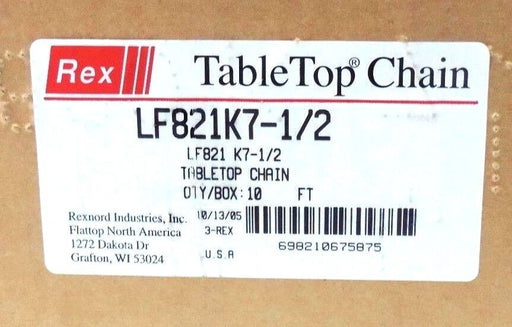 Rex TableTop® Chain
LF821K7-1/2
LF821 K7-1/2
TABLETOP CHAIN
QTY/BOX: 10 FT
Rexnord Industries, Inc. 10/13/05
Flattop North America 3-REX
1272 Dakota Dr
Grafton, WI 53024 U.S.A
698210675875